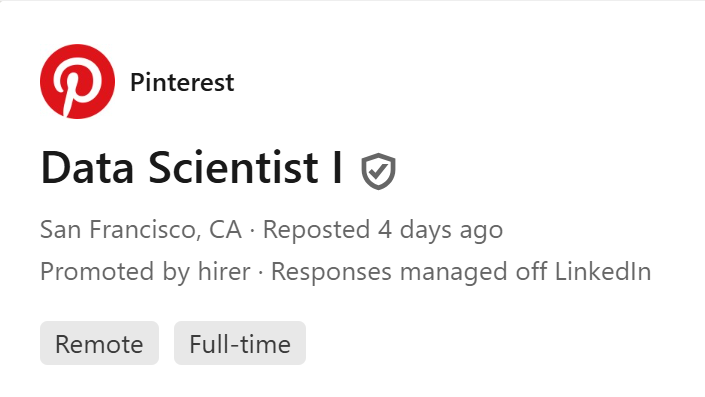 Pinterest
Data Scientist I
San Francisco, CA · Reposted 4 days ago
Promoted by hirer · Responses managed off LinkedIn
Remote Full-time